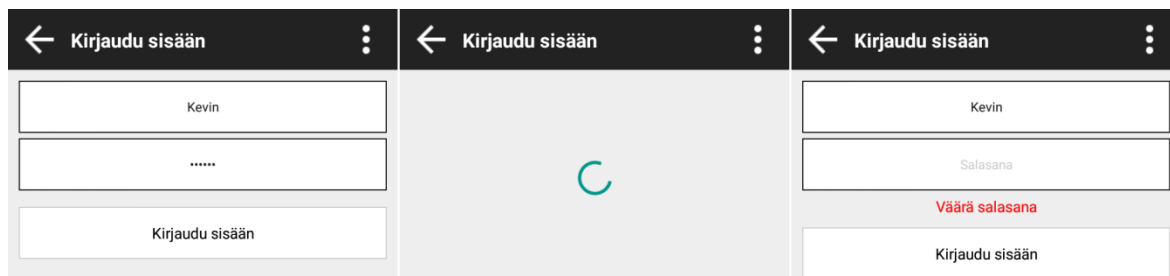 Kirjaudu sisään
Kevin
······
Kirjaudu sisään
Kirjaudu sisään
Kirjaudu sisään
Kevin
Salasana
Väärä salasana
Kirjaudu sisään